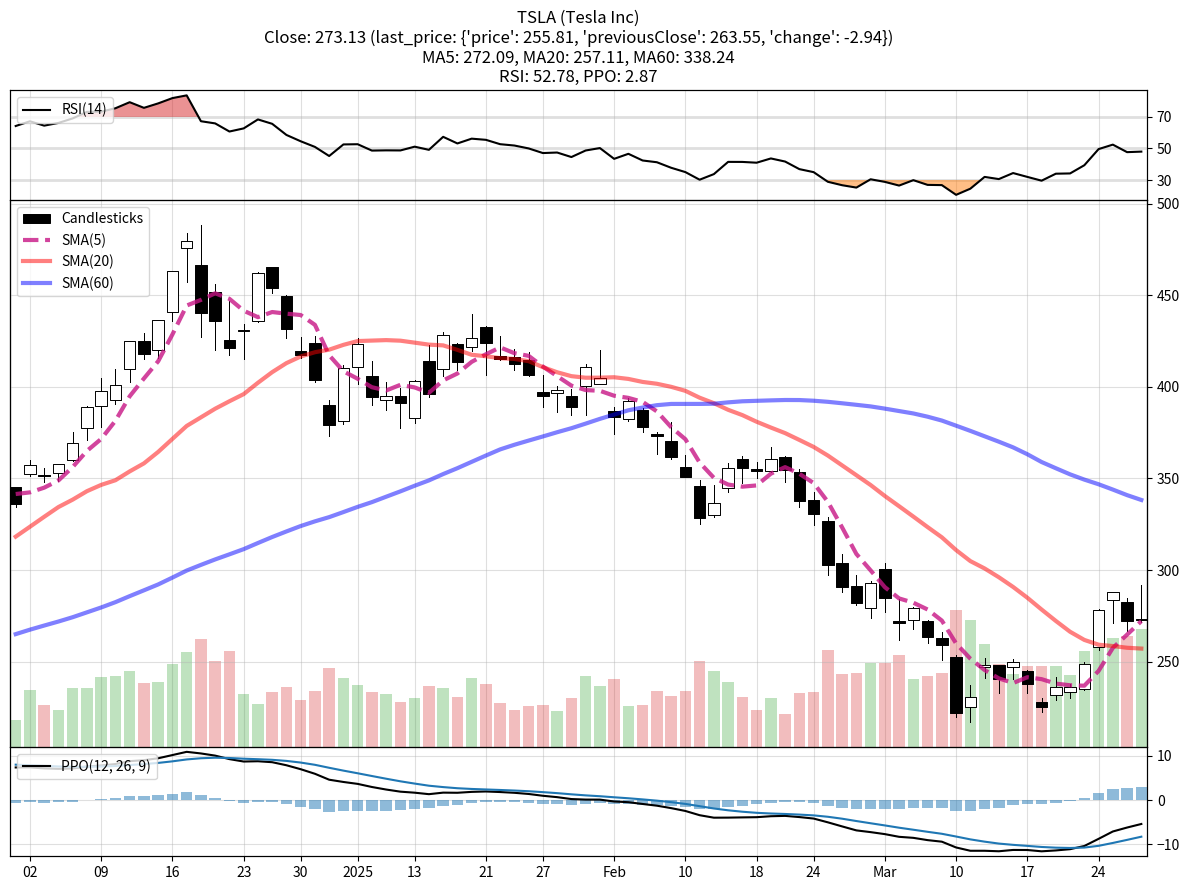 TSLA (Tesla Inc)
Close: 273.13 (last_price: {'price': 255.81, 'previousClose': 263.55, 'change': -2.94})
MA5: 272.09, MA20: 257.11, MA60: 338.24
RSI: 52.78, PPO: 2.87
RSI(14)
70
50
30
Candlesticks
SMA(5)
SMA(20)
SMA(60)
500
450
400
350
300
250
PPO(12, 26, 9)
10
0
−10
02 09 16 23 30 2025 13 21 27 Feb 10 18 24 Mar 10 17 24